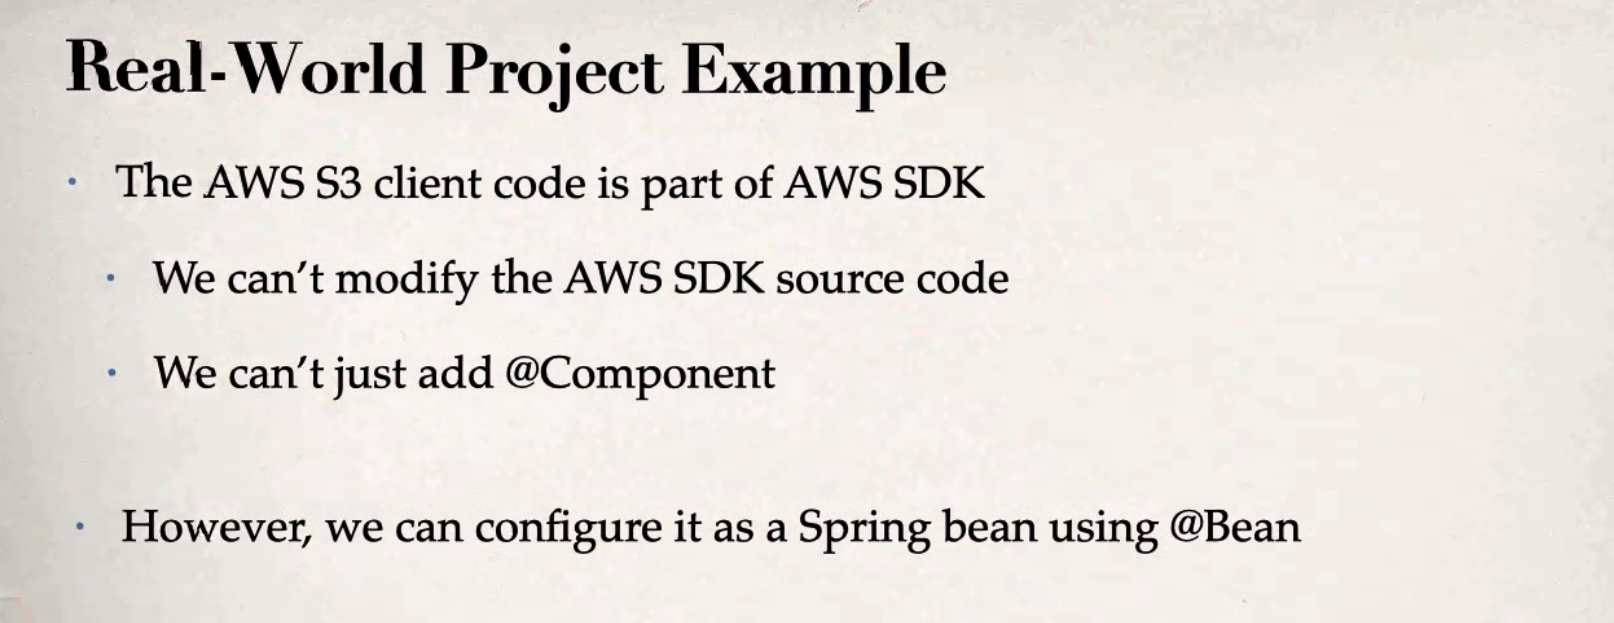 Real-World Project Example
The AWS S3 client code is part of AWS SDK
We can't modify the AWS SDK source code
We can't just add @Component
However, we can configure it as a Spring bean using @Bean